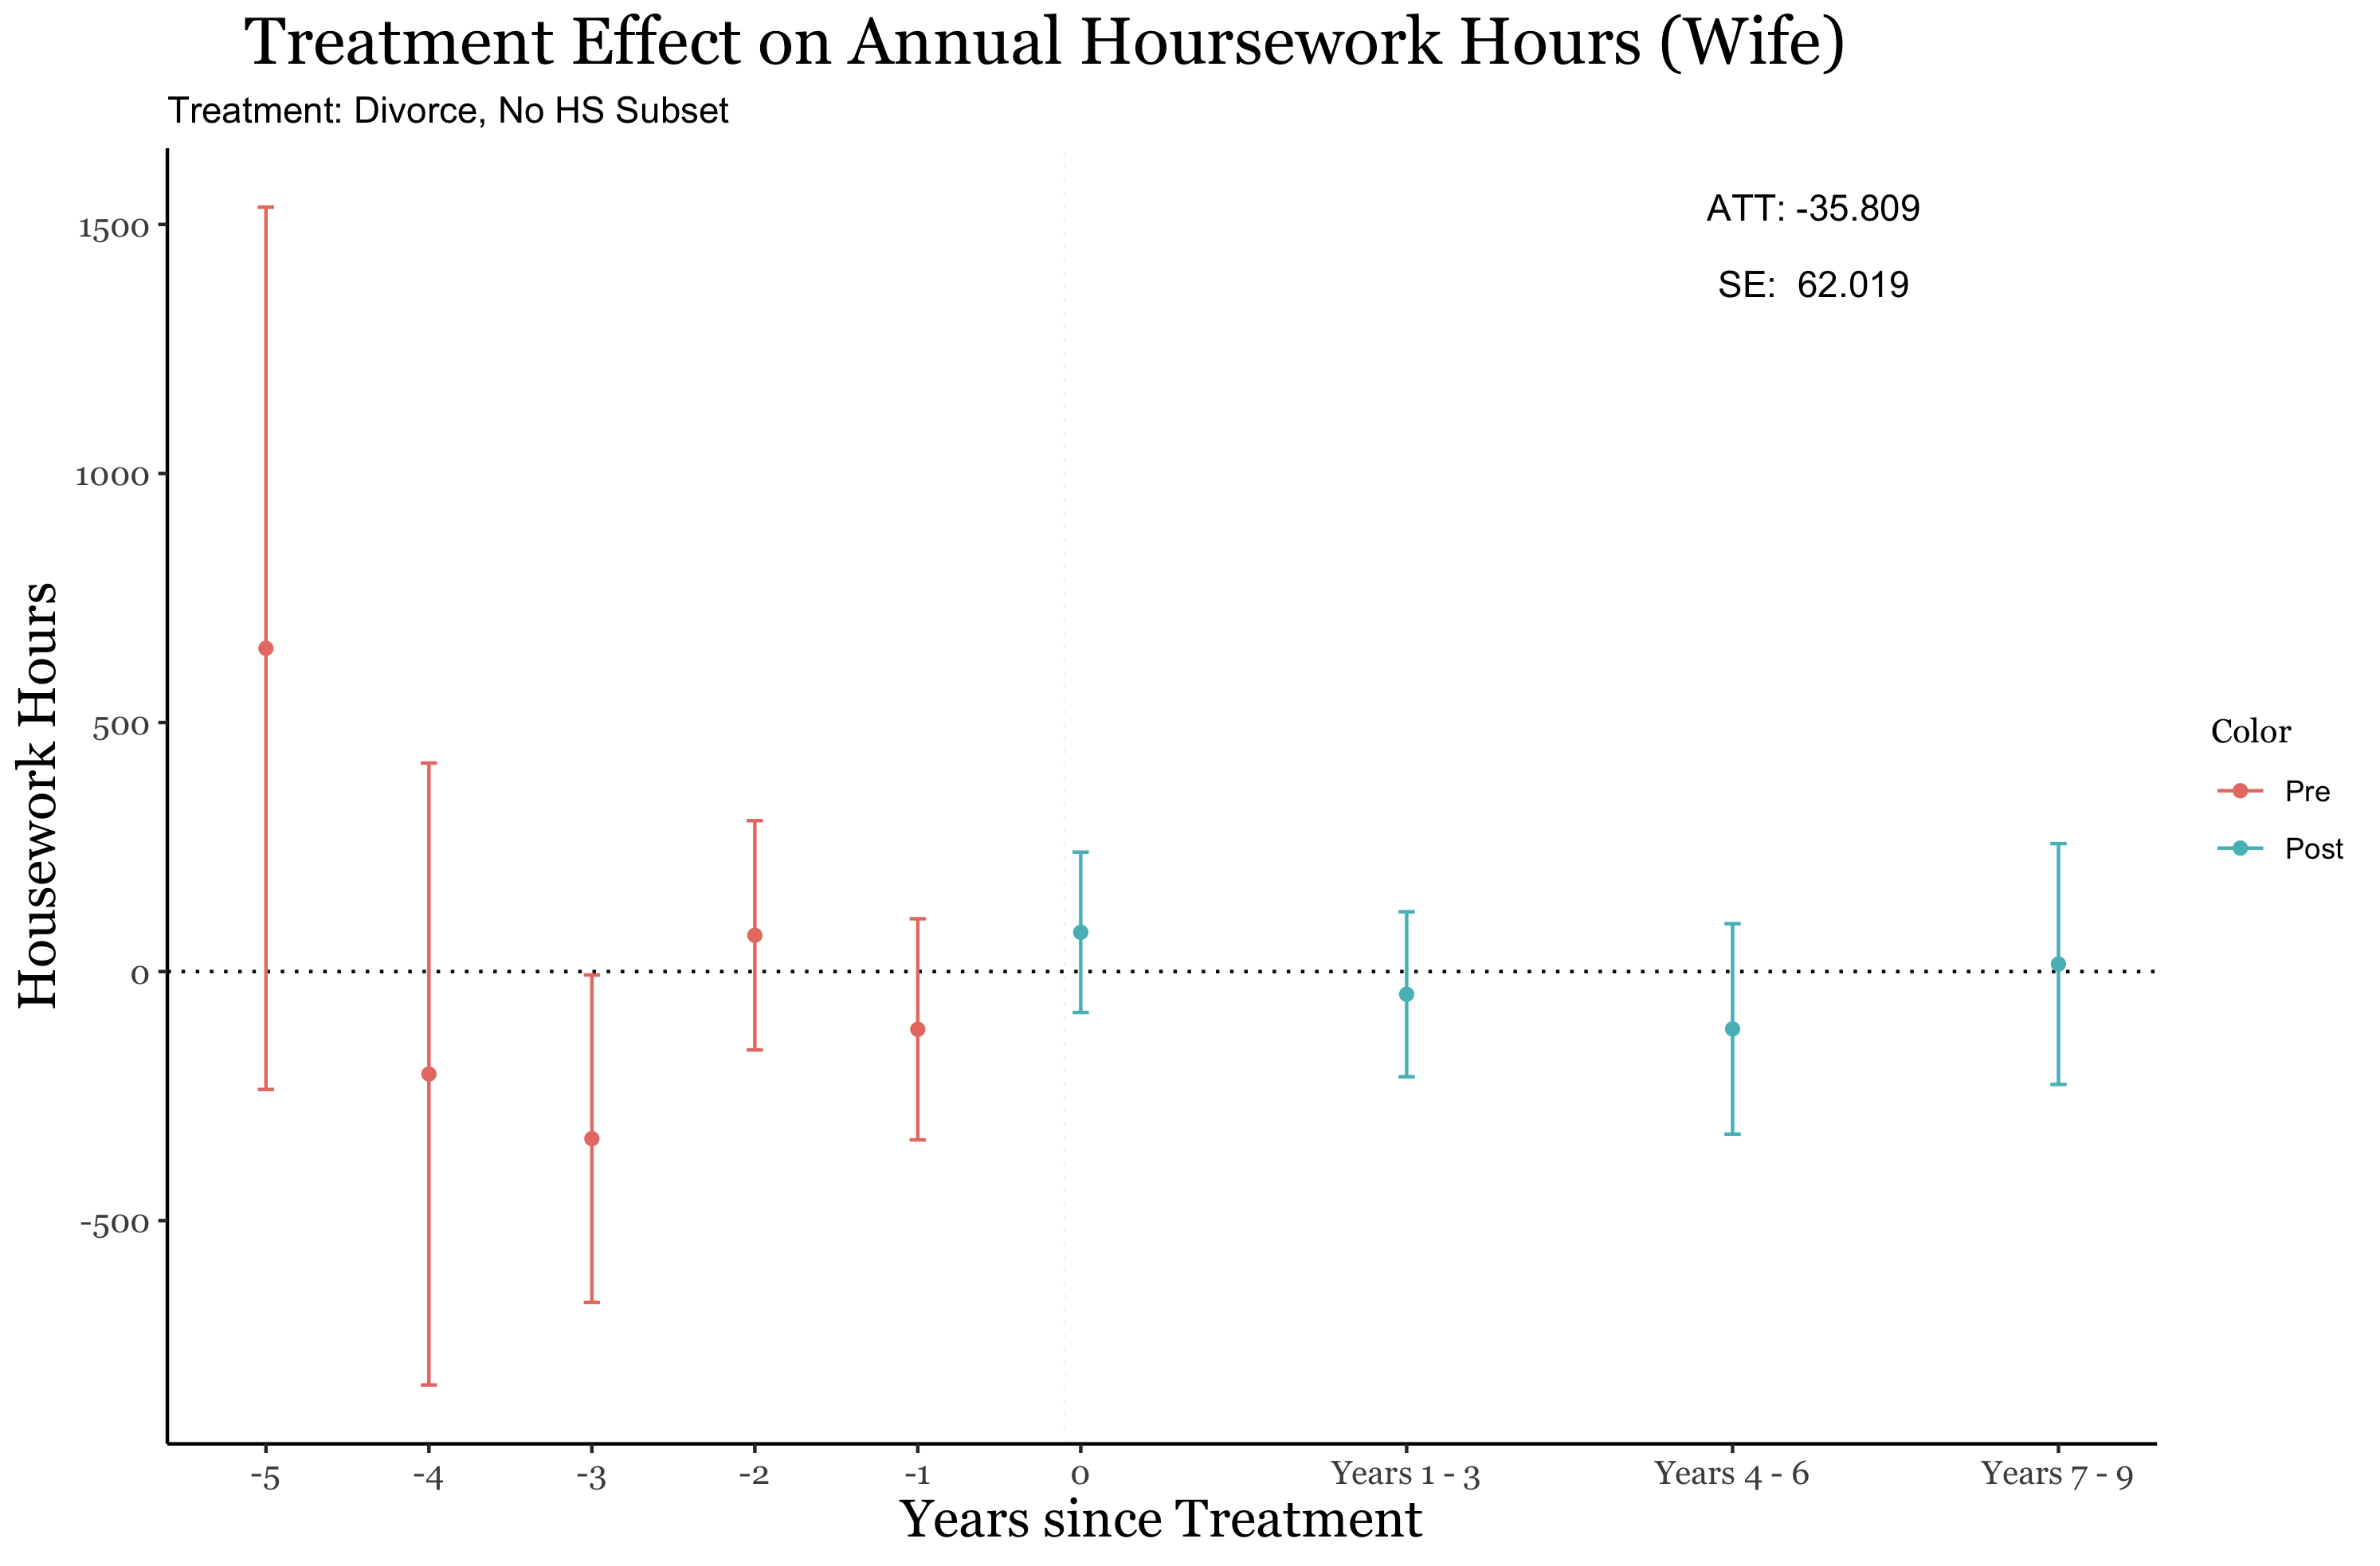 Treatment Effect on Annual Hoursework Hours (Wife)
Treatment: Divorce, No HS Subset
ATT: -35.809
SE: 62.019
Housework Hours
1500
1000
500
0
-500
Color
Pre
Post
-5 -4 -3 -2 -1 0 Years 1 - 3 Years 4 - 6 Years 7 - 9
Years since Treatment